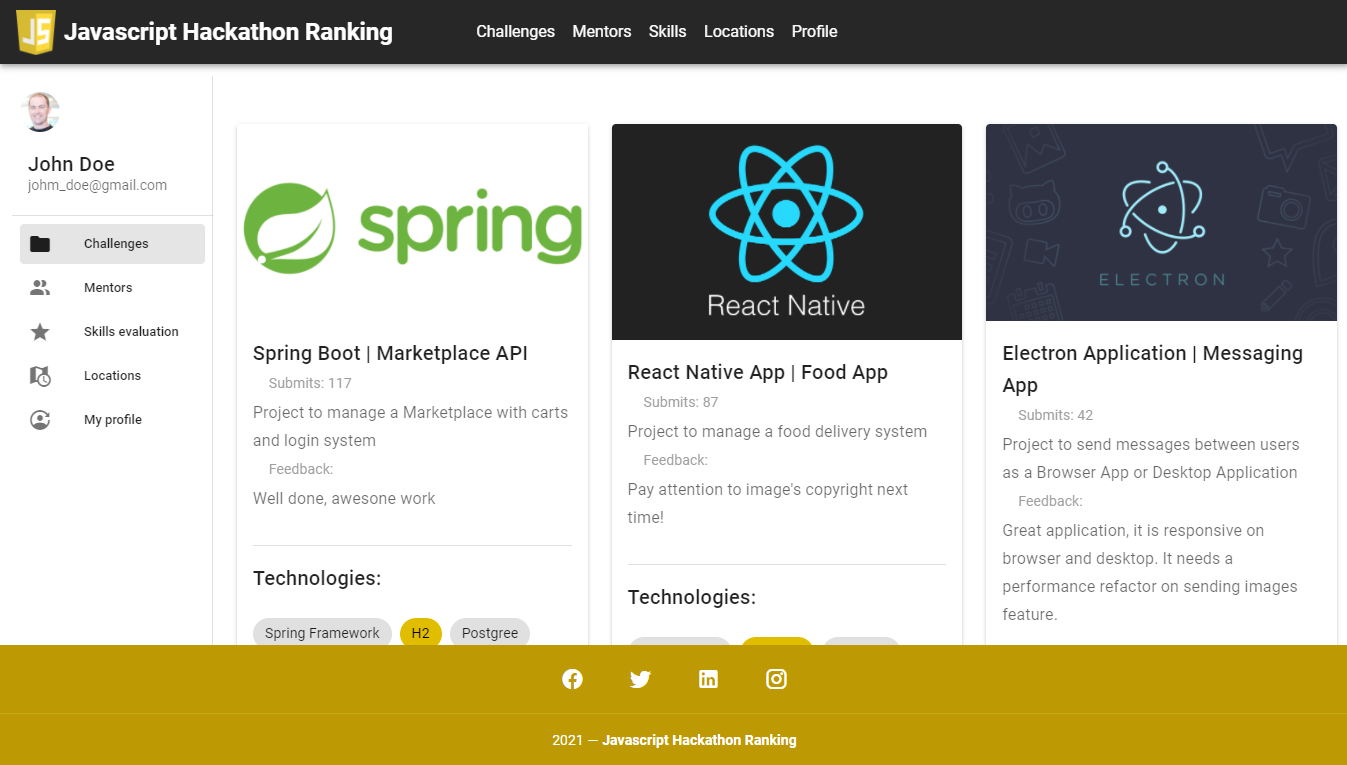 JS Javascript Hackathon Ranking
Challenges Mentors Skills Locations Profile
John Doe
johm_doe@gmail.com
Challenges
Mentors
Skills evaluation
Locations
My profile
spring
Spring Boot | Marketplace API
Submits: 117
Project to manage a Marketplace with carts
and login system
Feedback:
Well done, awesone work
Technologies:
Spring Framework H2 Postgree
React Native
React Native App | Food App
Submits: 87
Project to manage a food delivery system
Feedback:
Pay attention to image's copyright next
time!
Technologies:
ELECTRON
Electron Application | Messaging
App
Submits: 42
Project to send messages between users
as a Browser App or Desktop Application
Feedback:
Great application, it is responsive on
browser and desktop. It needs a
performance refactor on sending images
feature.
2021 — Javascript Hackathon Ranking